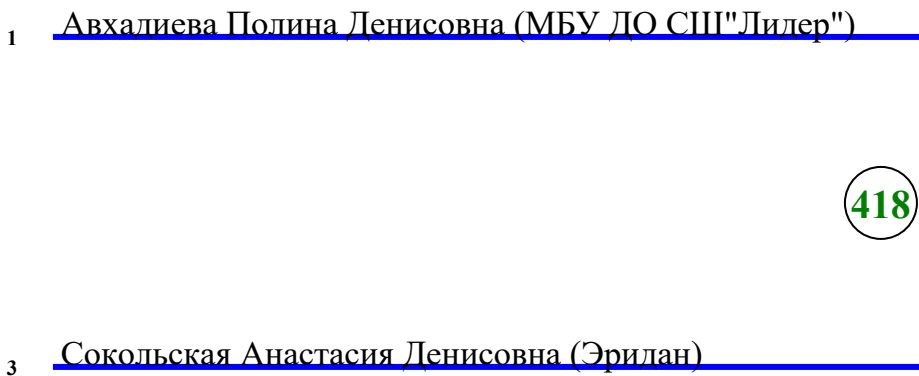 1 Авхадиева Полина Денисовна (МБУ ДО СШ"Лидер")
418
3 Сокольская Анастасия Денисовна (Эридан)